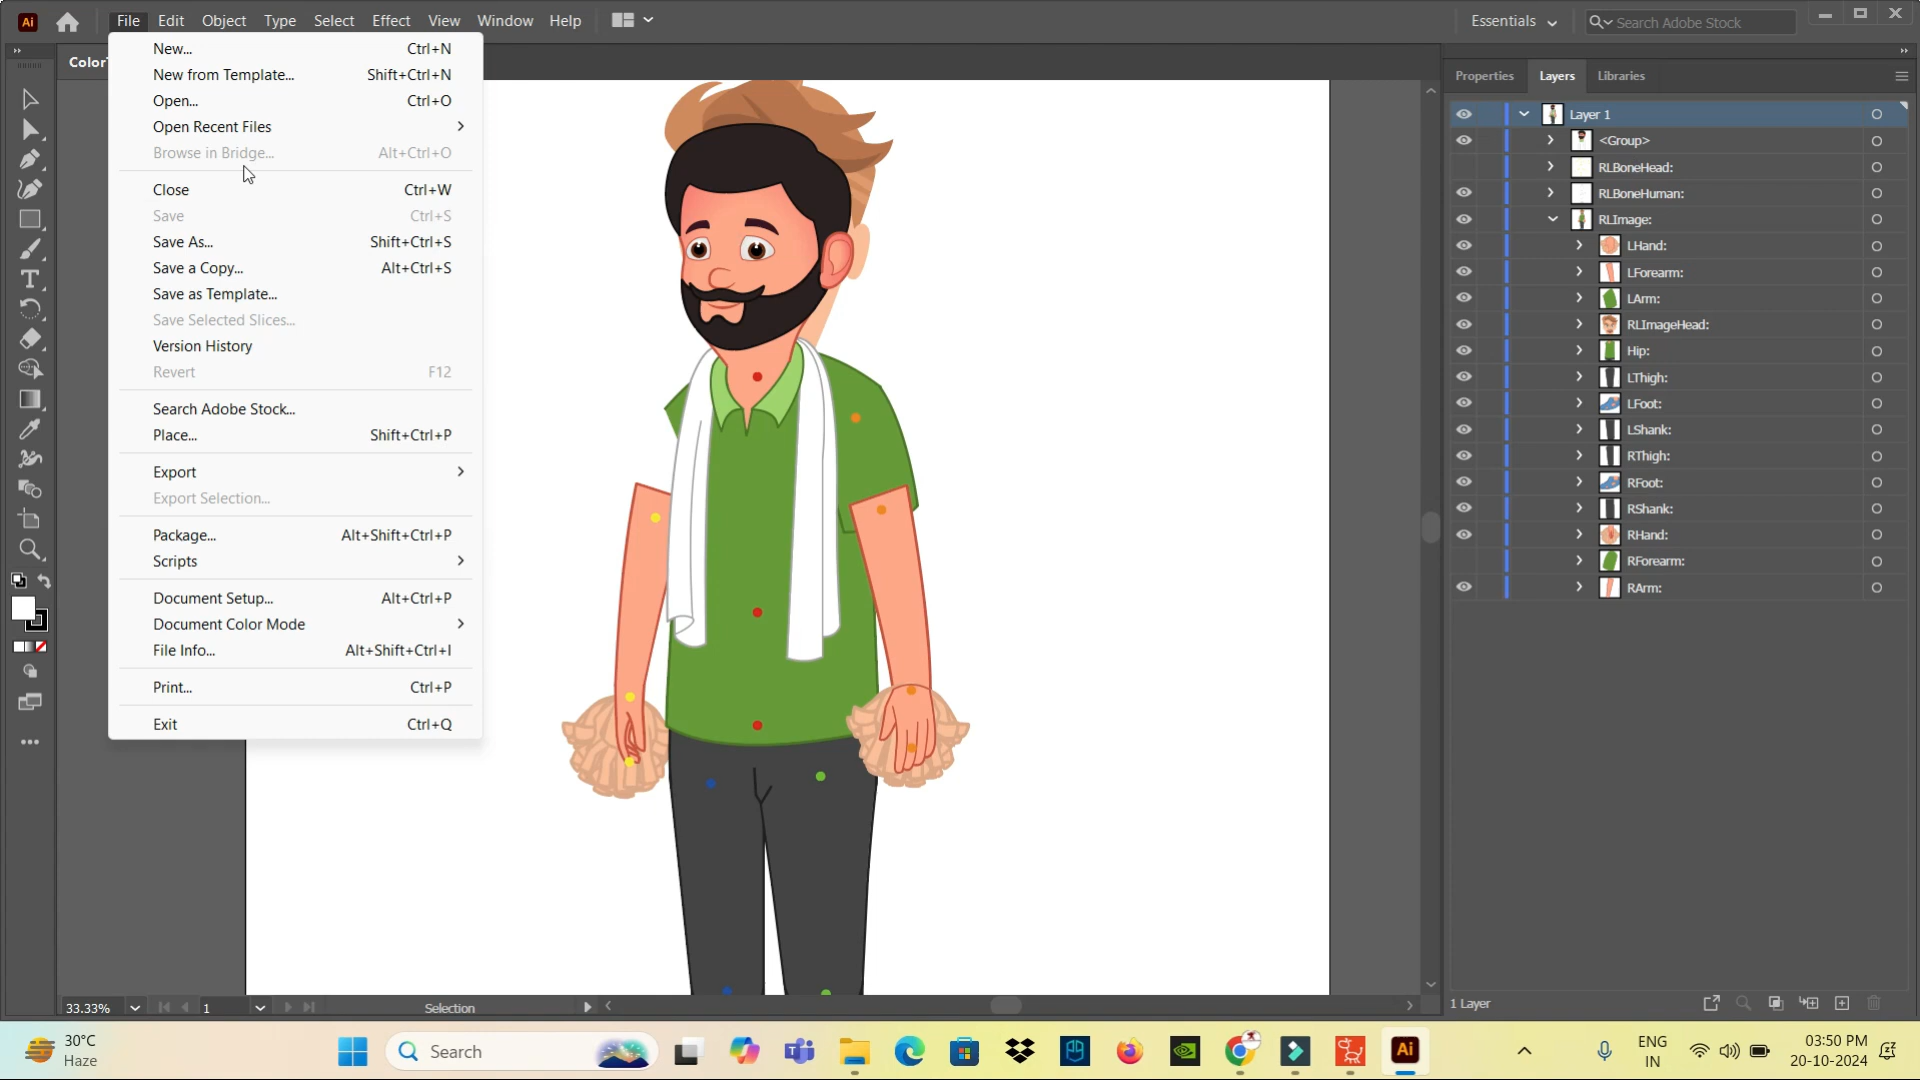 Ai File Edit Object Type Select Effect View Window Help Essentials Search Adobe Stock
Color
New... Ctrl+N
New from Template... Shift+Ctrl+N
Open... Ctrl+O
Open Recent Files
Browse in Bridge... Alt+Ctrl+O
Close Ctrl+W
Save Ctrl+S
Save As... Shift+Ctrl+S
Save a Copy... Alt+Ctrl+S
Save as Template...
Save Selected Slices...
Version History
Revert F12
Search Adobe Stock...
Place... Shift+Ctrl+P
Export
Export Selection...
Package... Alt+Shift+Ctrl+P
Scripts
Document Setup... Alt+Ctrl+P
Document Color Mode
File Info... Alt+Shift+Ctrl+I
Print... Ctrl+P
Exit Ctrl+Q
Properties Layers Libraries
Layer 1
<Group>
RLBoneHead:
RLBoneHuman:
RLImage:
LHand:
LForearm:
LArm:
RLImageHead:
Hip:
LThigh:
LFoot:
LShank:
RThigh:
RFoot:
RShank:
RHand:
RForearm:
RArm:
33.33% 1 Selection
1 Layer
30°C
Haze
Search
Ai
ENG
IN
03:50 PM
20-10-2024